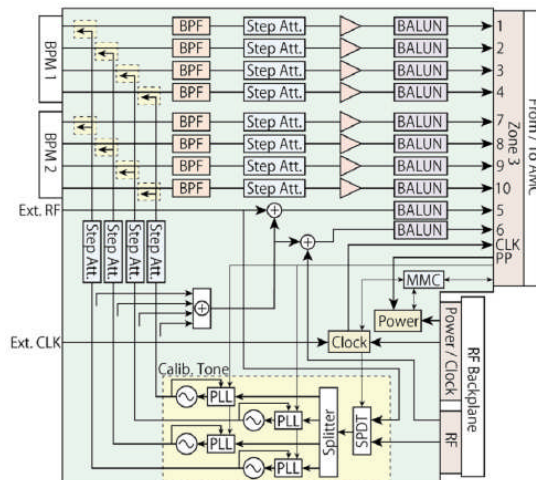 BPM 1
BPF Step Att. BALUN 1
BPF Step Att. BALUN 2
BPF Step Att. BALUN 3
BPF Step Att. BALUN 4
BPM 2
BPF Step Att. BALUN 7
BPF Step Att. BALUN 8
BPF Step Att. BALUN 9
BPF Step Att. BALUN 10
Zone 3
From/To AMC
Ext. RF BALUN 5
BALUN 6
CLK
PP
Step Att.
Step Att.
Step Att.
Step Att.
MMC
Power
Ext. CLK Clock
Power / Clock
RF Backplane
RF
Calib. Tone
PLL
PLL
PLL
PLL
Splitter
SPDT